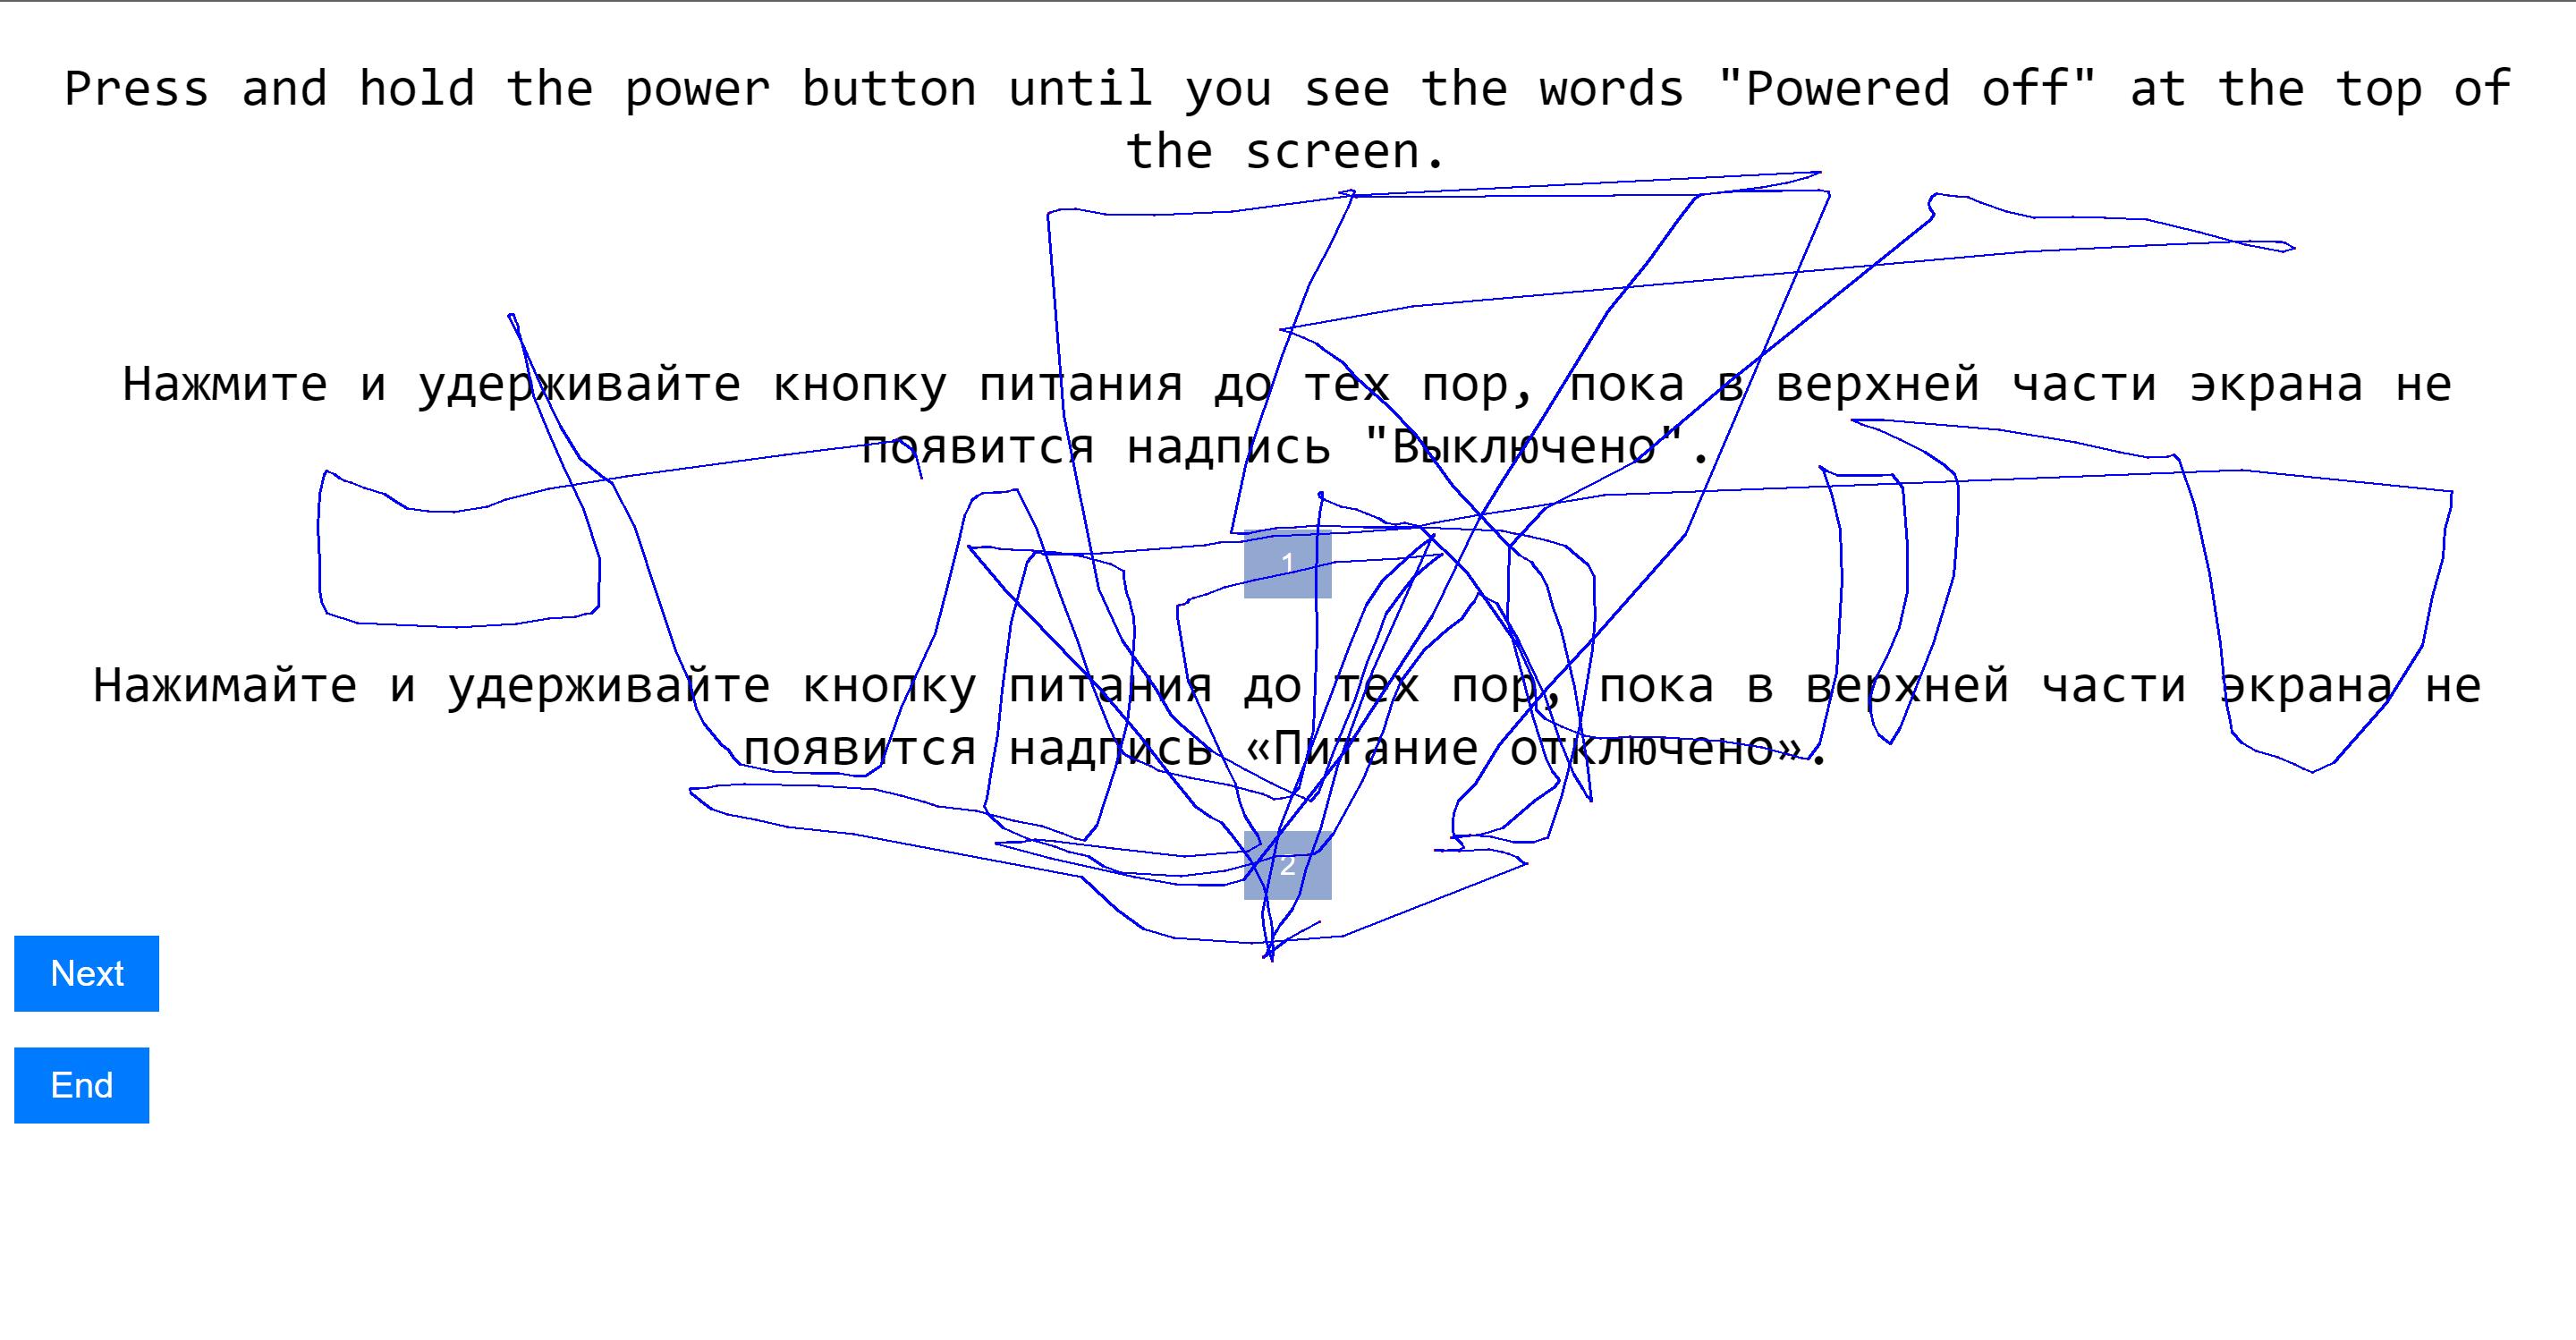 Press and hold the power button until you see the words "Powered off" at the top of
the screen.
Нажмите и удерживайте кнопку питания до тех пор, пока в верхней части экрана не
появится надпись "Выключено".
1
Нажимайте и удерживайте кнопку питания до тех пор, пока в верхней части экрана не
появится надпись «Питание отключено».
2
Next
End